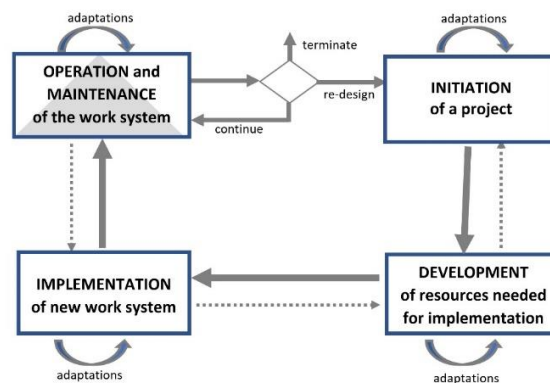 adaptations
OPERATION and
MAINTENANCE
of the work system
terminate
re-design
continue
adaptations
INITIATION
of a project
IMPLEMENTATION
of new work system
adaptations
DEVELOPMENT
of resources needed
for implementation
adaptations